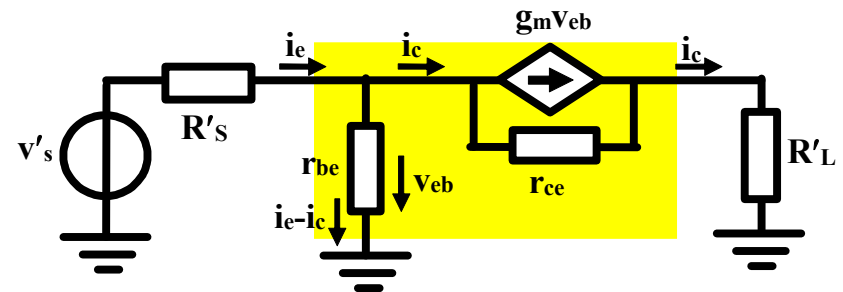 gmveb
ie
ic
ic
R′S
v′s
rbe
veb
rce
R′L
ie-ic